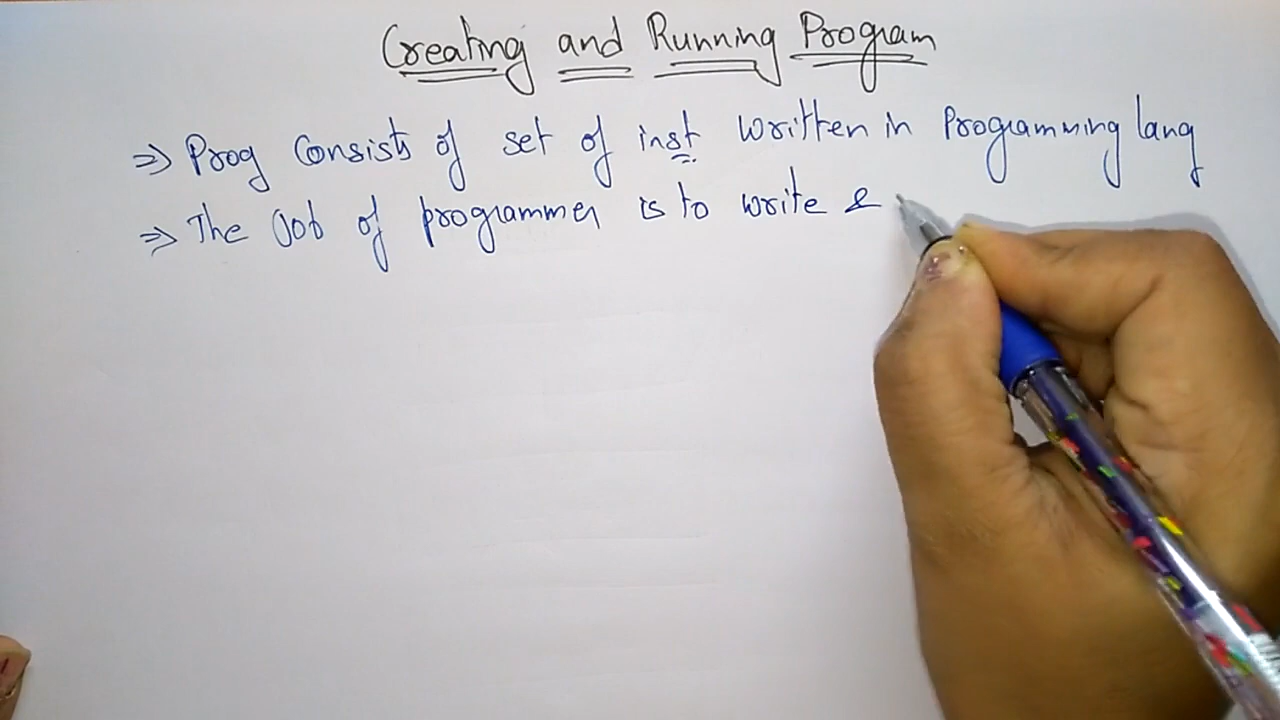 Creating and Running Program
⇒ Prog Consists of set of inst written in Programming lang
⇒ The Job of programmer is to write &